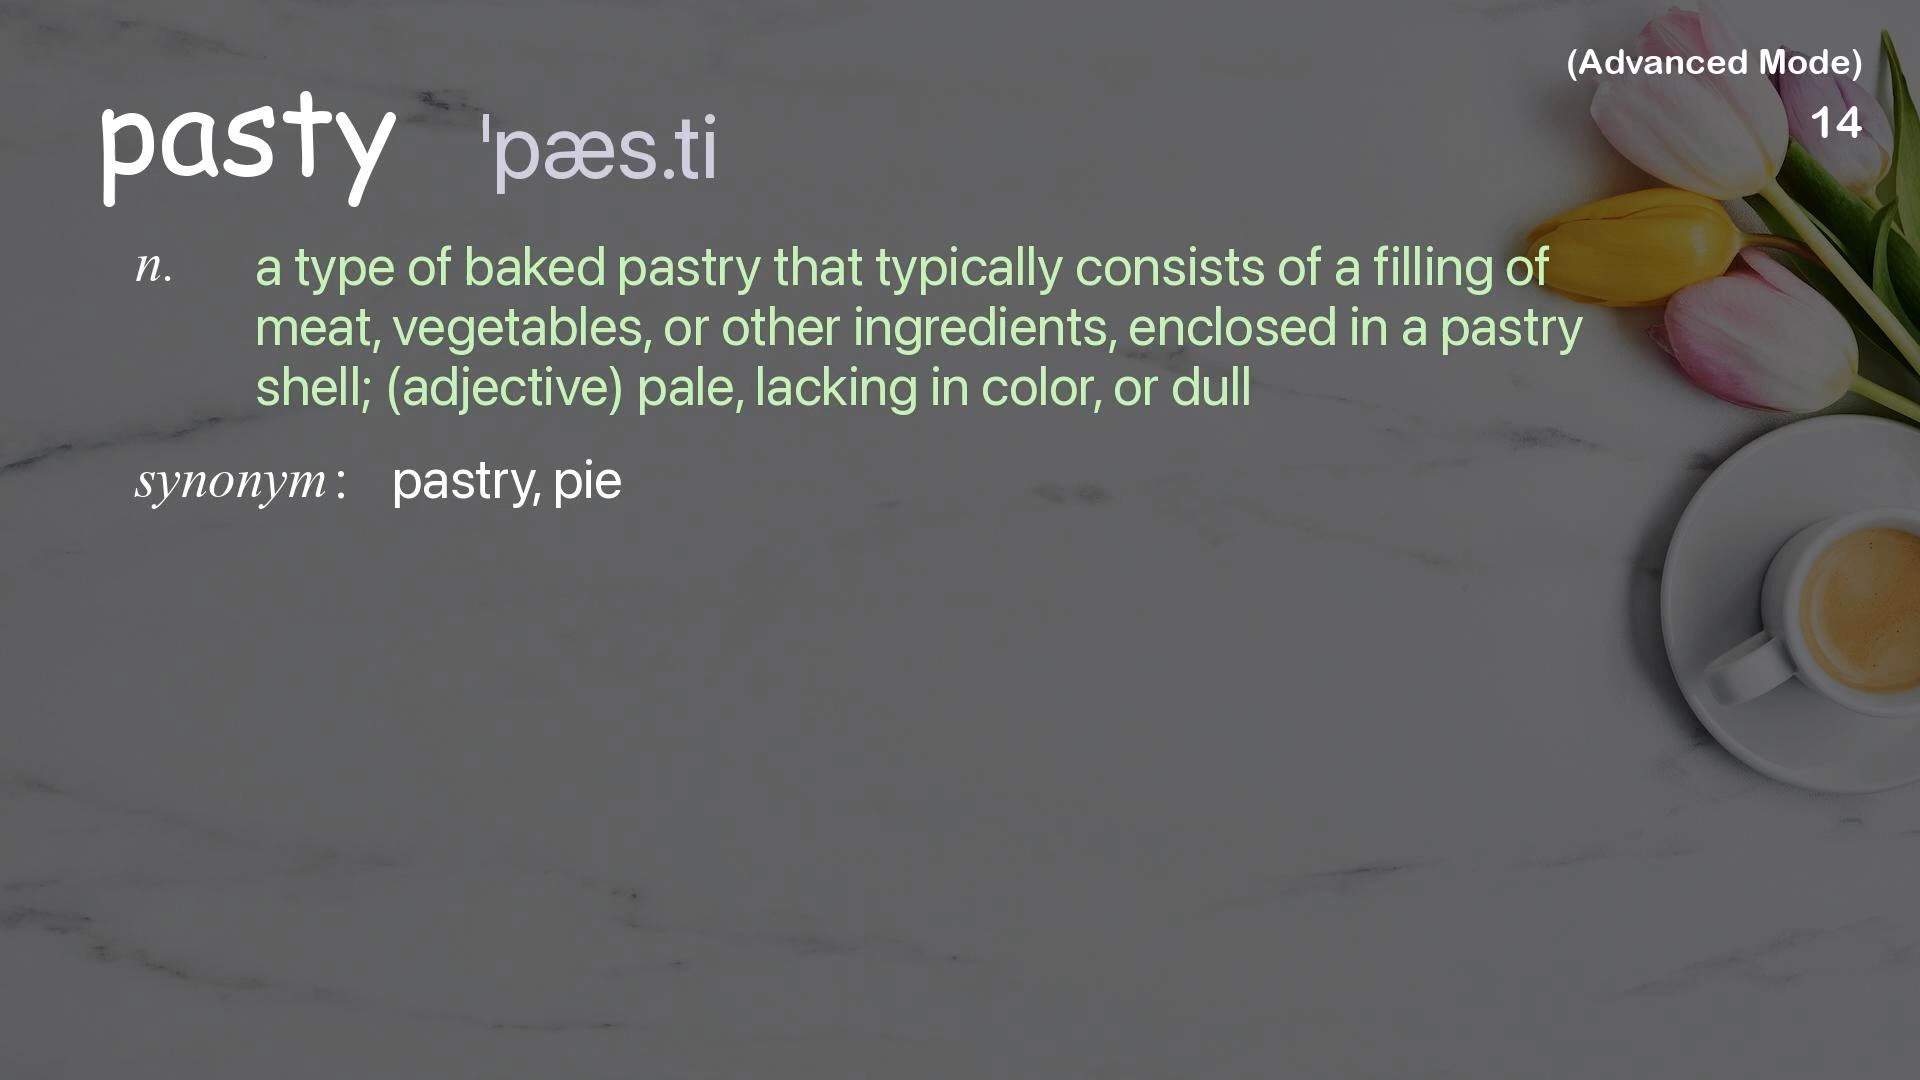 (Advanced Mode)
14
pasty ˈpæs.ti
n. a type of baked pastry that typically consists of a filling of
meat, vegetables, or other ingredients, enclosed in a pastry
shell; (adjective) pale, lacking in color, or dull
synonym : pastry, pie